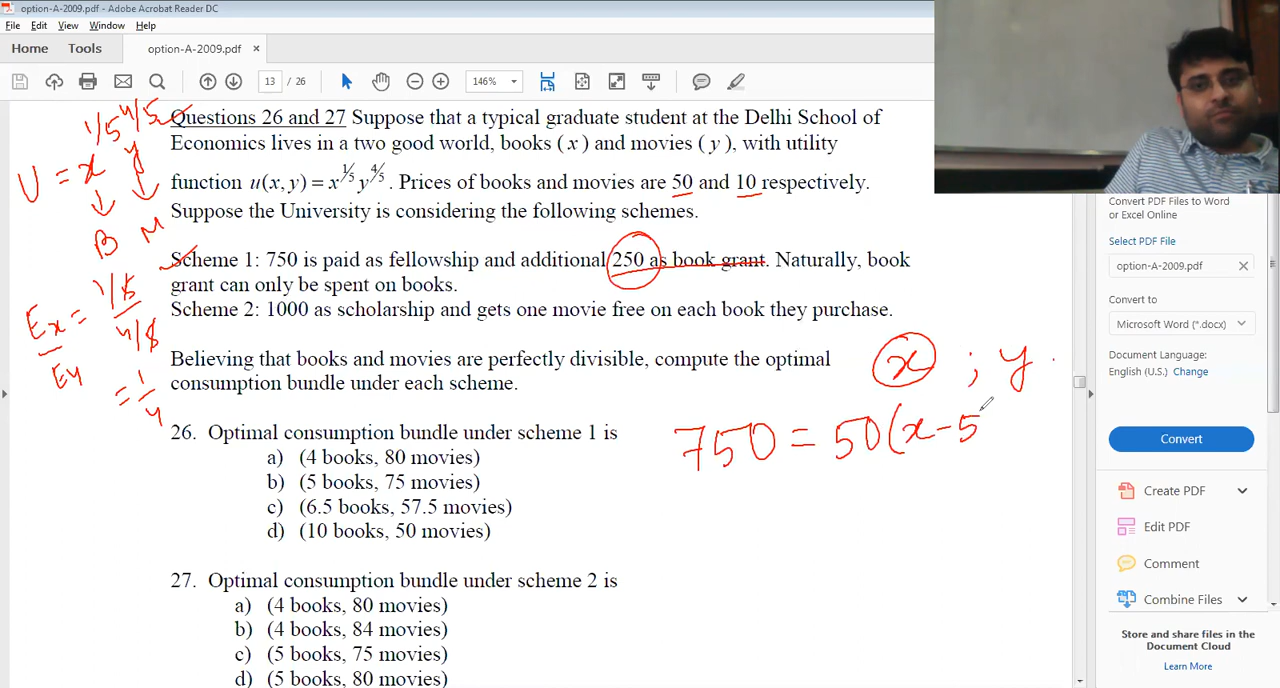 option-A-2009.pdf - Adobe Acrobat Reader DC
File Edit View Window Help
Home Tools option-A-2009.pdf ×
13 / 26 146%
Questions 26 and 27 Suppose that a typical graduate student at the Delhi School of
Economics lives in a two good world, books (x) and movies (y), with utility
function u(x, y) = x^{1/5} y^{4/5}. Prices of books and movies are 50 and 10 respectively.
Suppose the University is considering the following schemes.
Scheme 1: 750 is paid as fellowship and additional 250 as book grant. Naturally, book
grant can only be spent on books.
Scheme 2: 1000 as scholarship and gets one movie free on each book they purchase.
Believing that books and movies are perfectly divisible, compute the optimal
consumption bundle under each scheme.
26. Optimal consumption bundle under scheme 1 is
a) (4 books, 80 movies)
b) (5 books, 75 movies)
c) (6.5 books, 57.5 movies)
d) (10 books, 50 movies)
27. Optimal consumption bundle under scheme 2 is
a) (4 books, 80 movies)
b) (4 books, 84 movies)
c) (5 books, 75 movies)
d) (5 books, 80 movies)
U = x^{1/5} y^{4/5}
B M
Ex/Ey = (1/5)/(4/5)
= 1/4
x ; y
750 = 50(x-5
Convert PDF Files to Word
or Excel Online
Select PDF File
option-A-2009.pdf ×
Convert to
Microsoft Word (*.docx)
Document Language:
English (U.S.) Change
Convert
Create PDF
Edit PDF
Comment
Combine Files
Store and share files in the
Document Cloud
Learn More